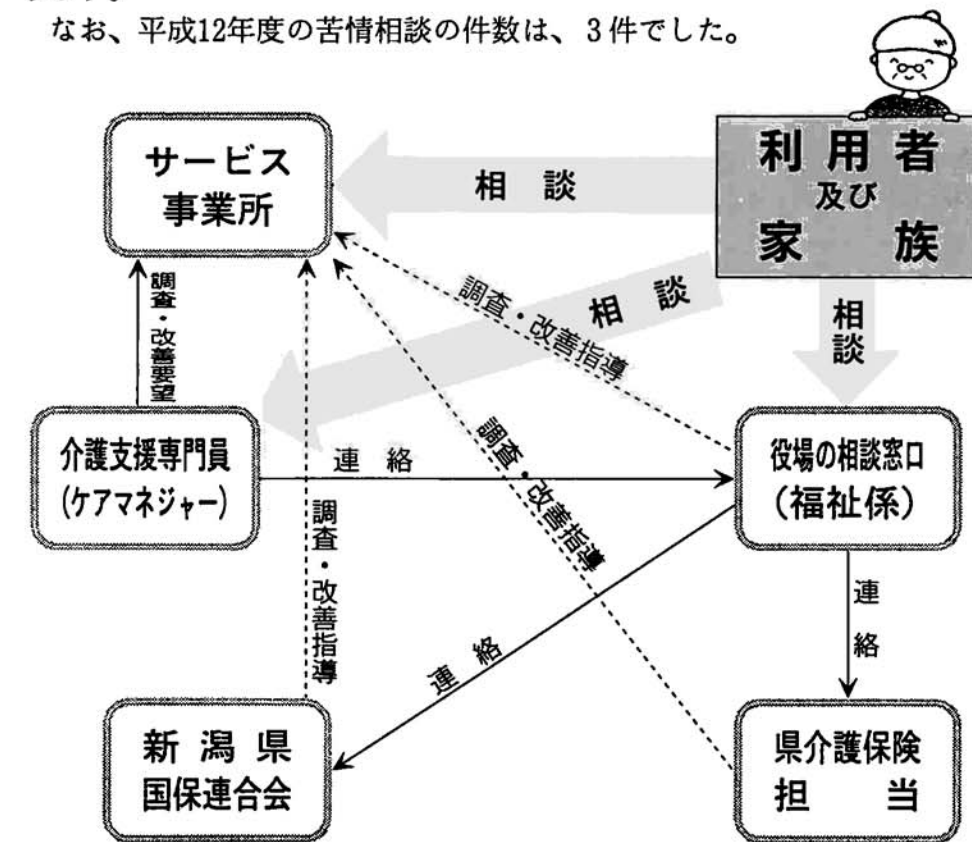 なお、平成12年度の苦情相談の件数は、3件でした。
利用者
及び
家族
サービス
事業所
相談
相談
相談
調査・改善指導
調査・改善要望
介護支援専門員
(ケアマネジャー)
連絡
役場の相談窓口
(福祉係)
調査・改善指導
調査・改善指導
連絡
連絡
新潟県
国保連合会
県介護保険
担当